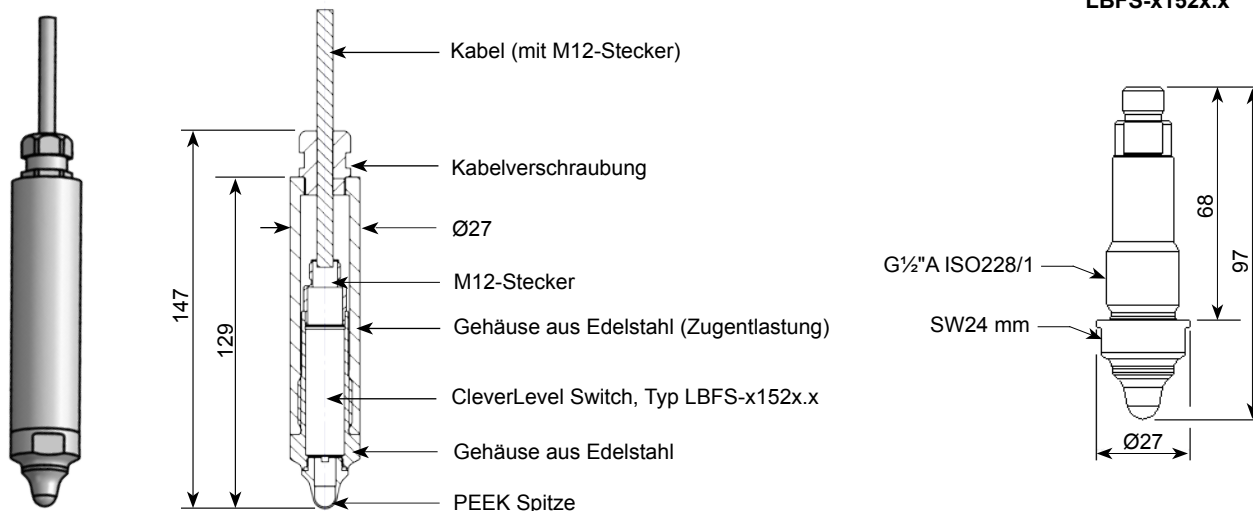 LBFS-x152x.x
Kabel (mit M12-Stecker)
Kabelverschraubung
Ø27
M12-Stecker
Gehäuse aus Edelstahl (Zugentlastung)
CleverLevel Switch, Typ LBFS-x152x.x
Gehäuse aus Edelstahl
PEEK Spitze
147
129
G½"A ISO228/1
SW24 mm
68
97
Ø27